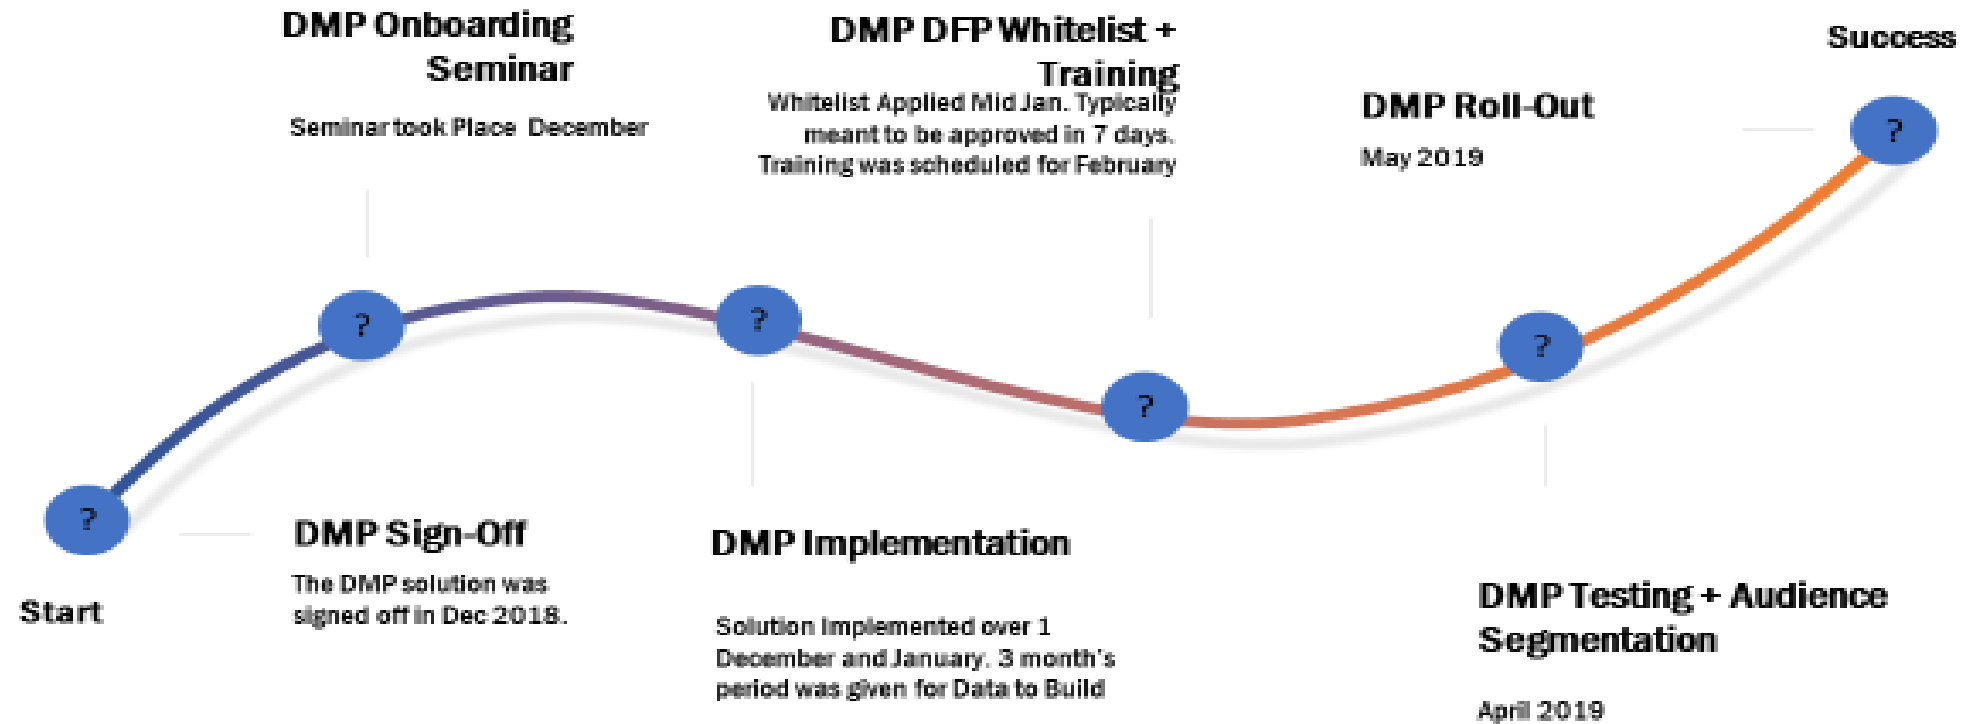 DMP Onboarding
Seminar
Seminar took Place December
DMP DFP Whitelist +
Training
Whitelist Applied Mid Jan. Typically
meant to be approved in 7 days.
Training was scheduled for February
DMP Roll-Out
May 2019
Success
?
?
?
?
?
?
Start
DMP Sign-Off
The DMP solution was
signed off in Dec 2018.
DMP Implementation
Solution Implemented over 1
December and January. 3 month's
period was given for Data to Build
DMP Testing + Audience
Segmentation
April 2019